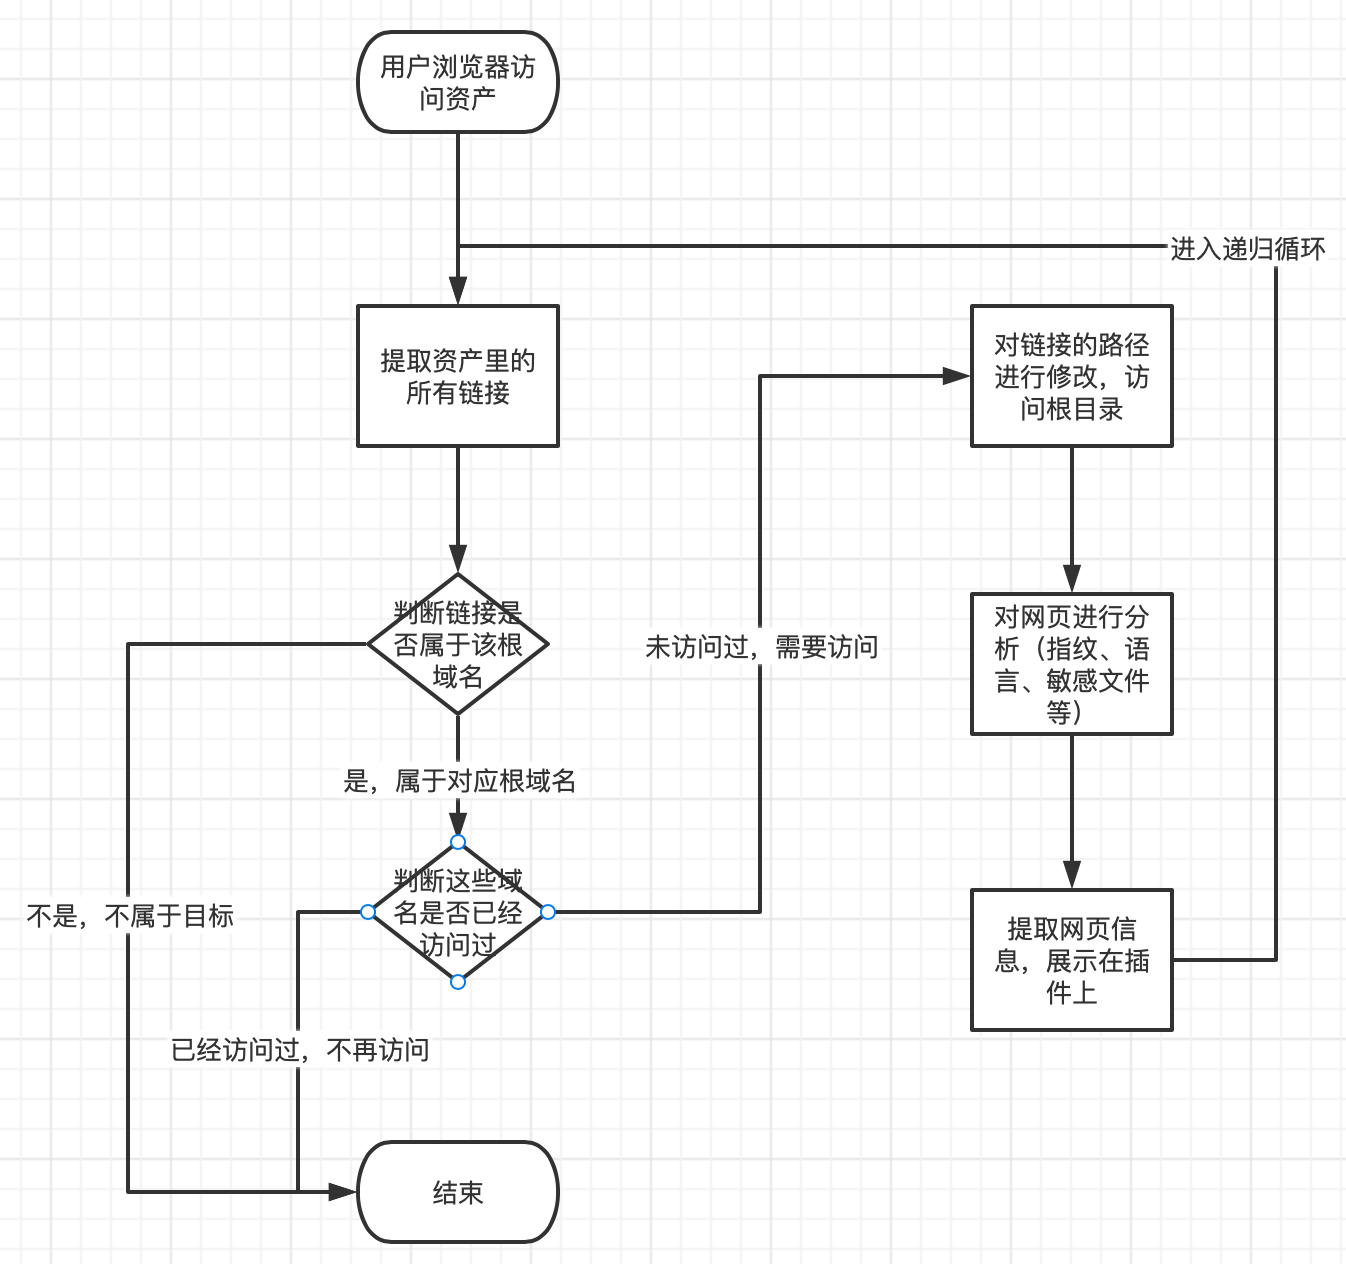 用户浏览器访
问资产
进入递归循环
提取资产里的
所有链接
对链接的路径
进行修改，访
问根目录
判断链接是
否属于该根
域名
未访问过，需要访问
对网页进行分
析（指纹、语
言、敏感文件
等）
是，属于对应根域名
判断这些域
名是否已经
访问过
不是，不属于目标
提取网页信
息，展示在插
件上
已经访问过，不再访问
结束